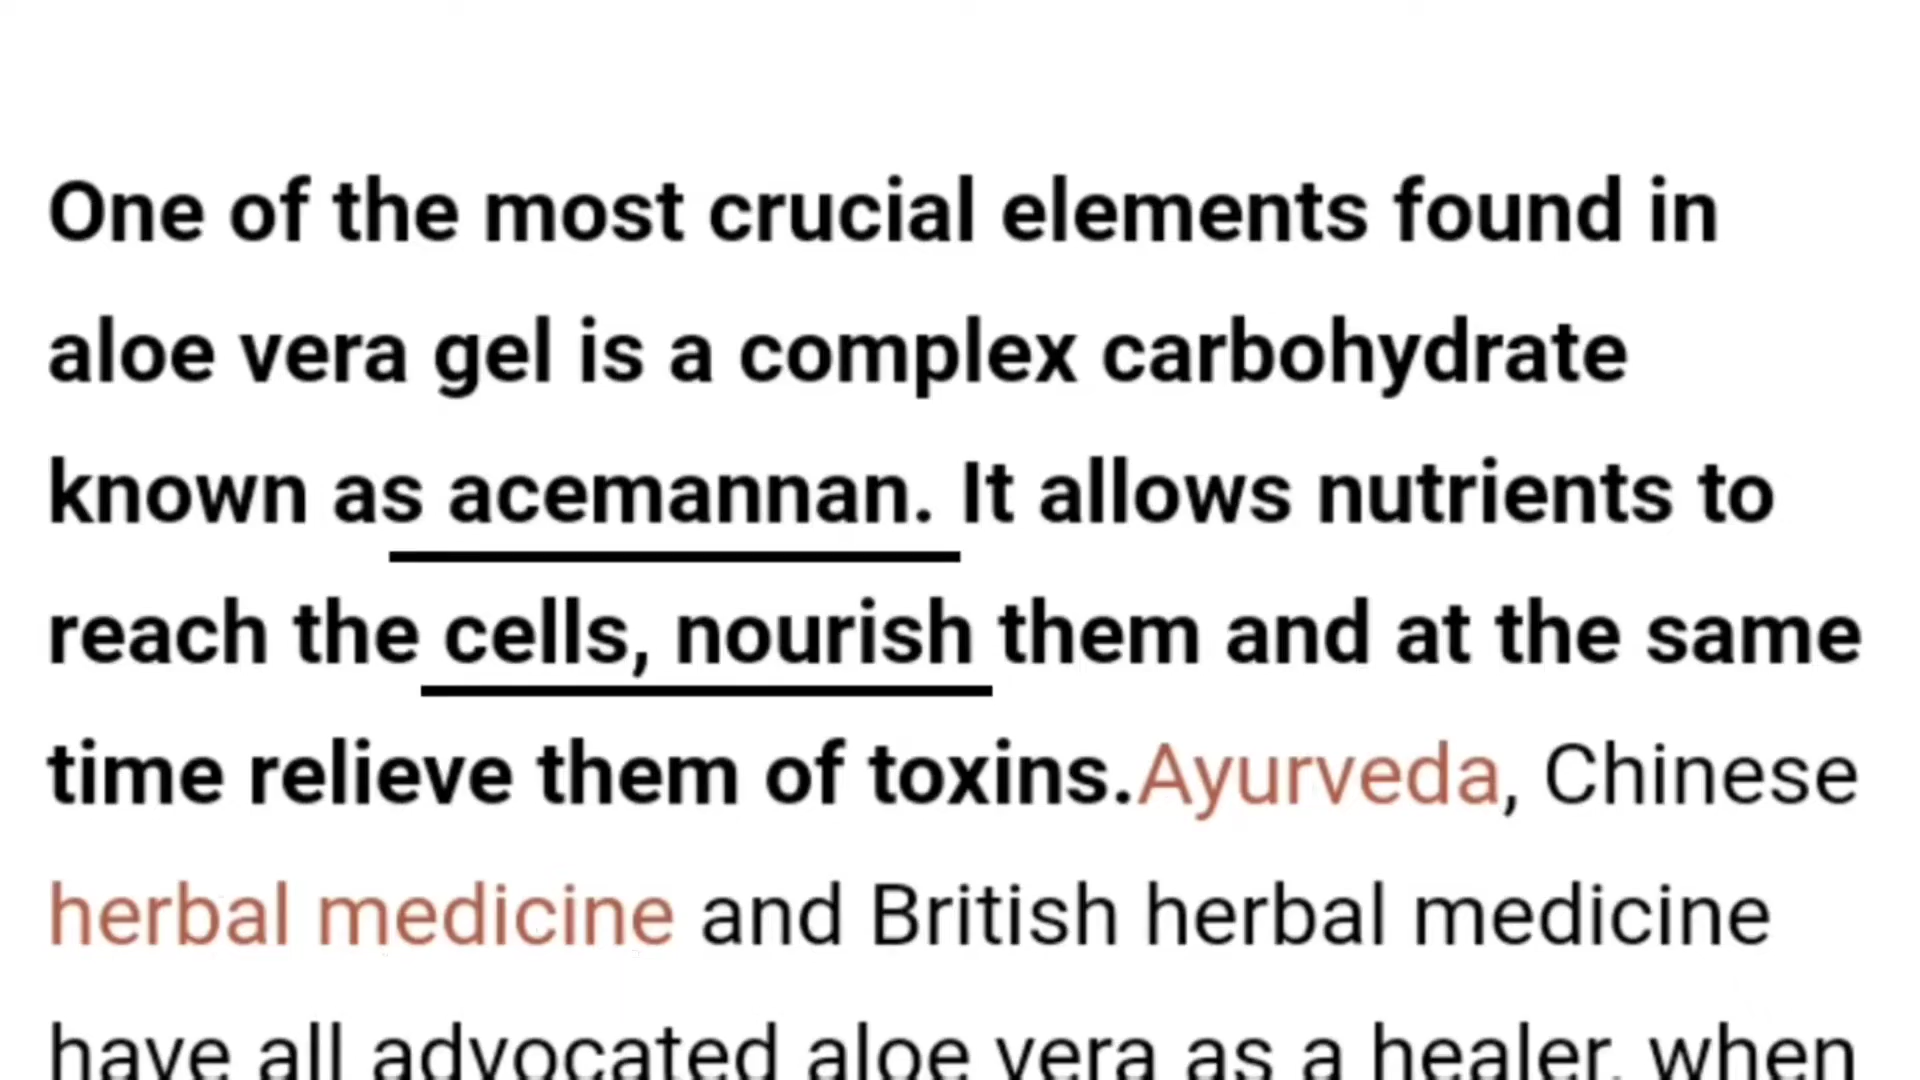 One of the most crucial elements found in
aloe vera gel is a complex carbohydrate
known as acemannan. It allows nutrients to
reach the cells, nourish them and at the same
time relieve them of toxins.Ayurveda, Chinese
herbal medicine and British herbal medicine
have all advocated aloe vera as a healer, when